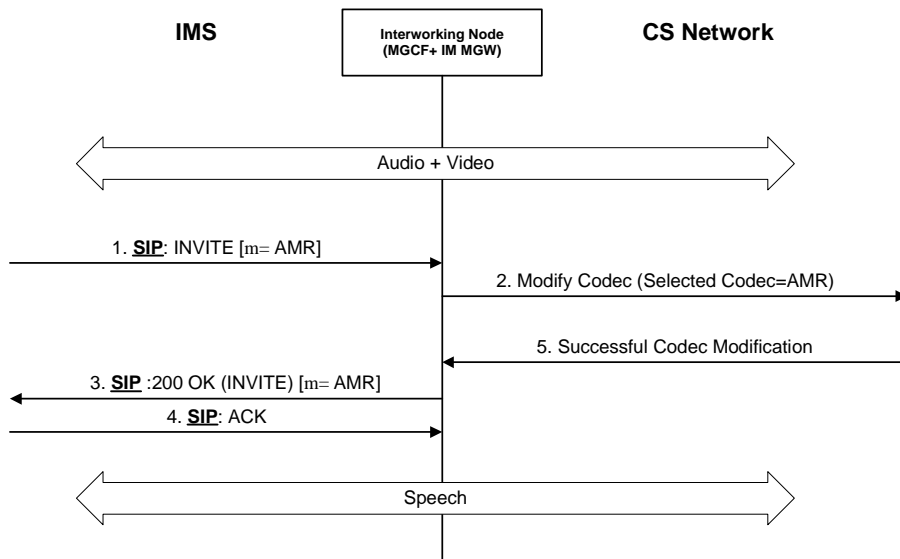 IMS
Interworking Node
(MGCF+ IM MGW)
CS Network
Audio + Video
1. SIP: INVITE [m= AMR]
2. Modify Codec (Selected Codec=AMR)
5. Successful Codec Modification
3. SIP :200 OK (INVITE) [m= AMR]
4. SIP: ACK
Speech